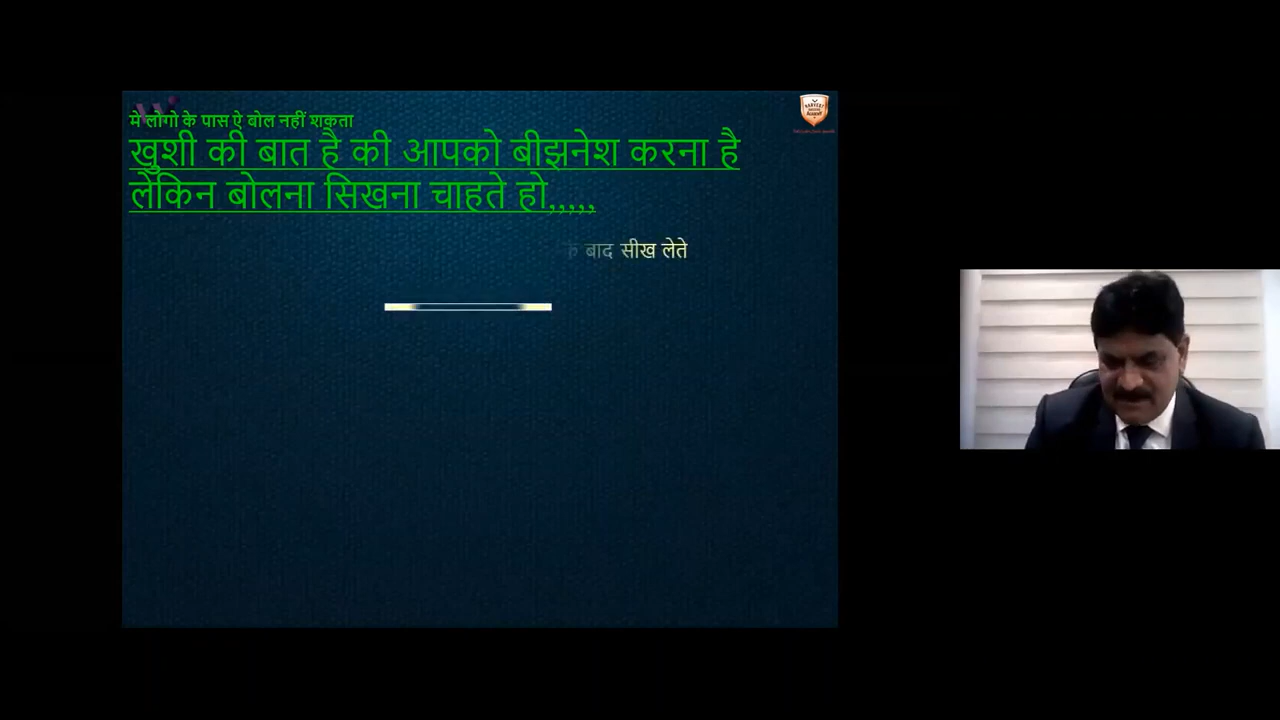 मे लोगो के पास ऐ बोल नहीं शकता
खुशी की बात है की आपको बीझनेश करना है
लेकिन बोलना सिखना चाहते हो,,,,,
बाद सीख लेते